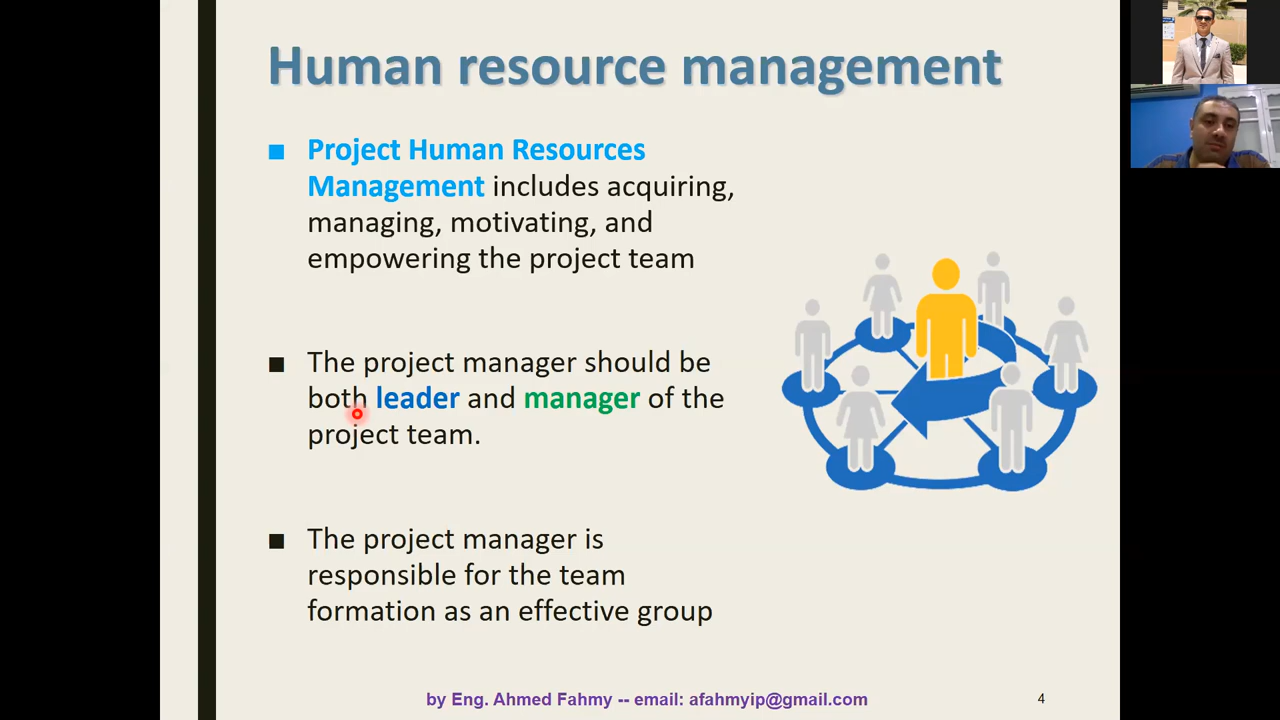 Human resource management
■ Project Human Resources
Management includes acquiring,
managing, motivating, and
empowering the project team
■ The project manager should be
both leader and manager of the
project team.
■ The project manager is
responsible for the team
formation as an effective group
by Eng. Ahmed Fahmy -- email: afahmyip@gmail.com
4